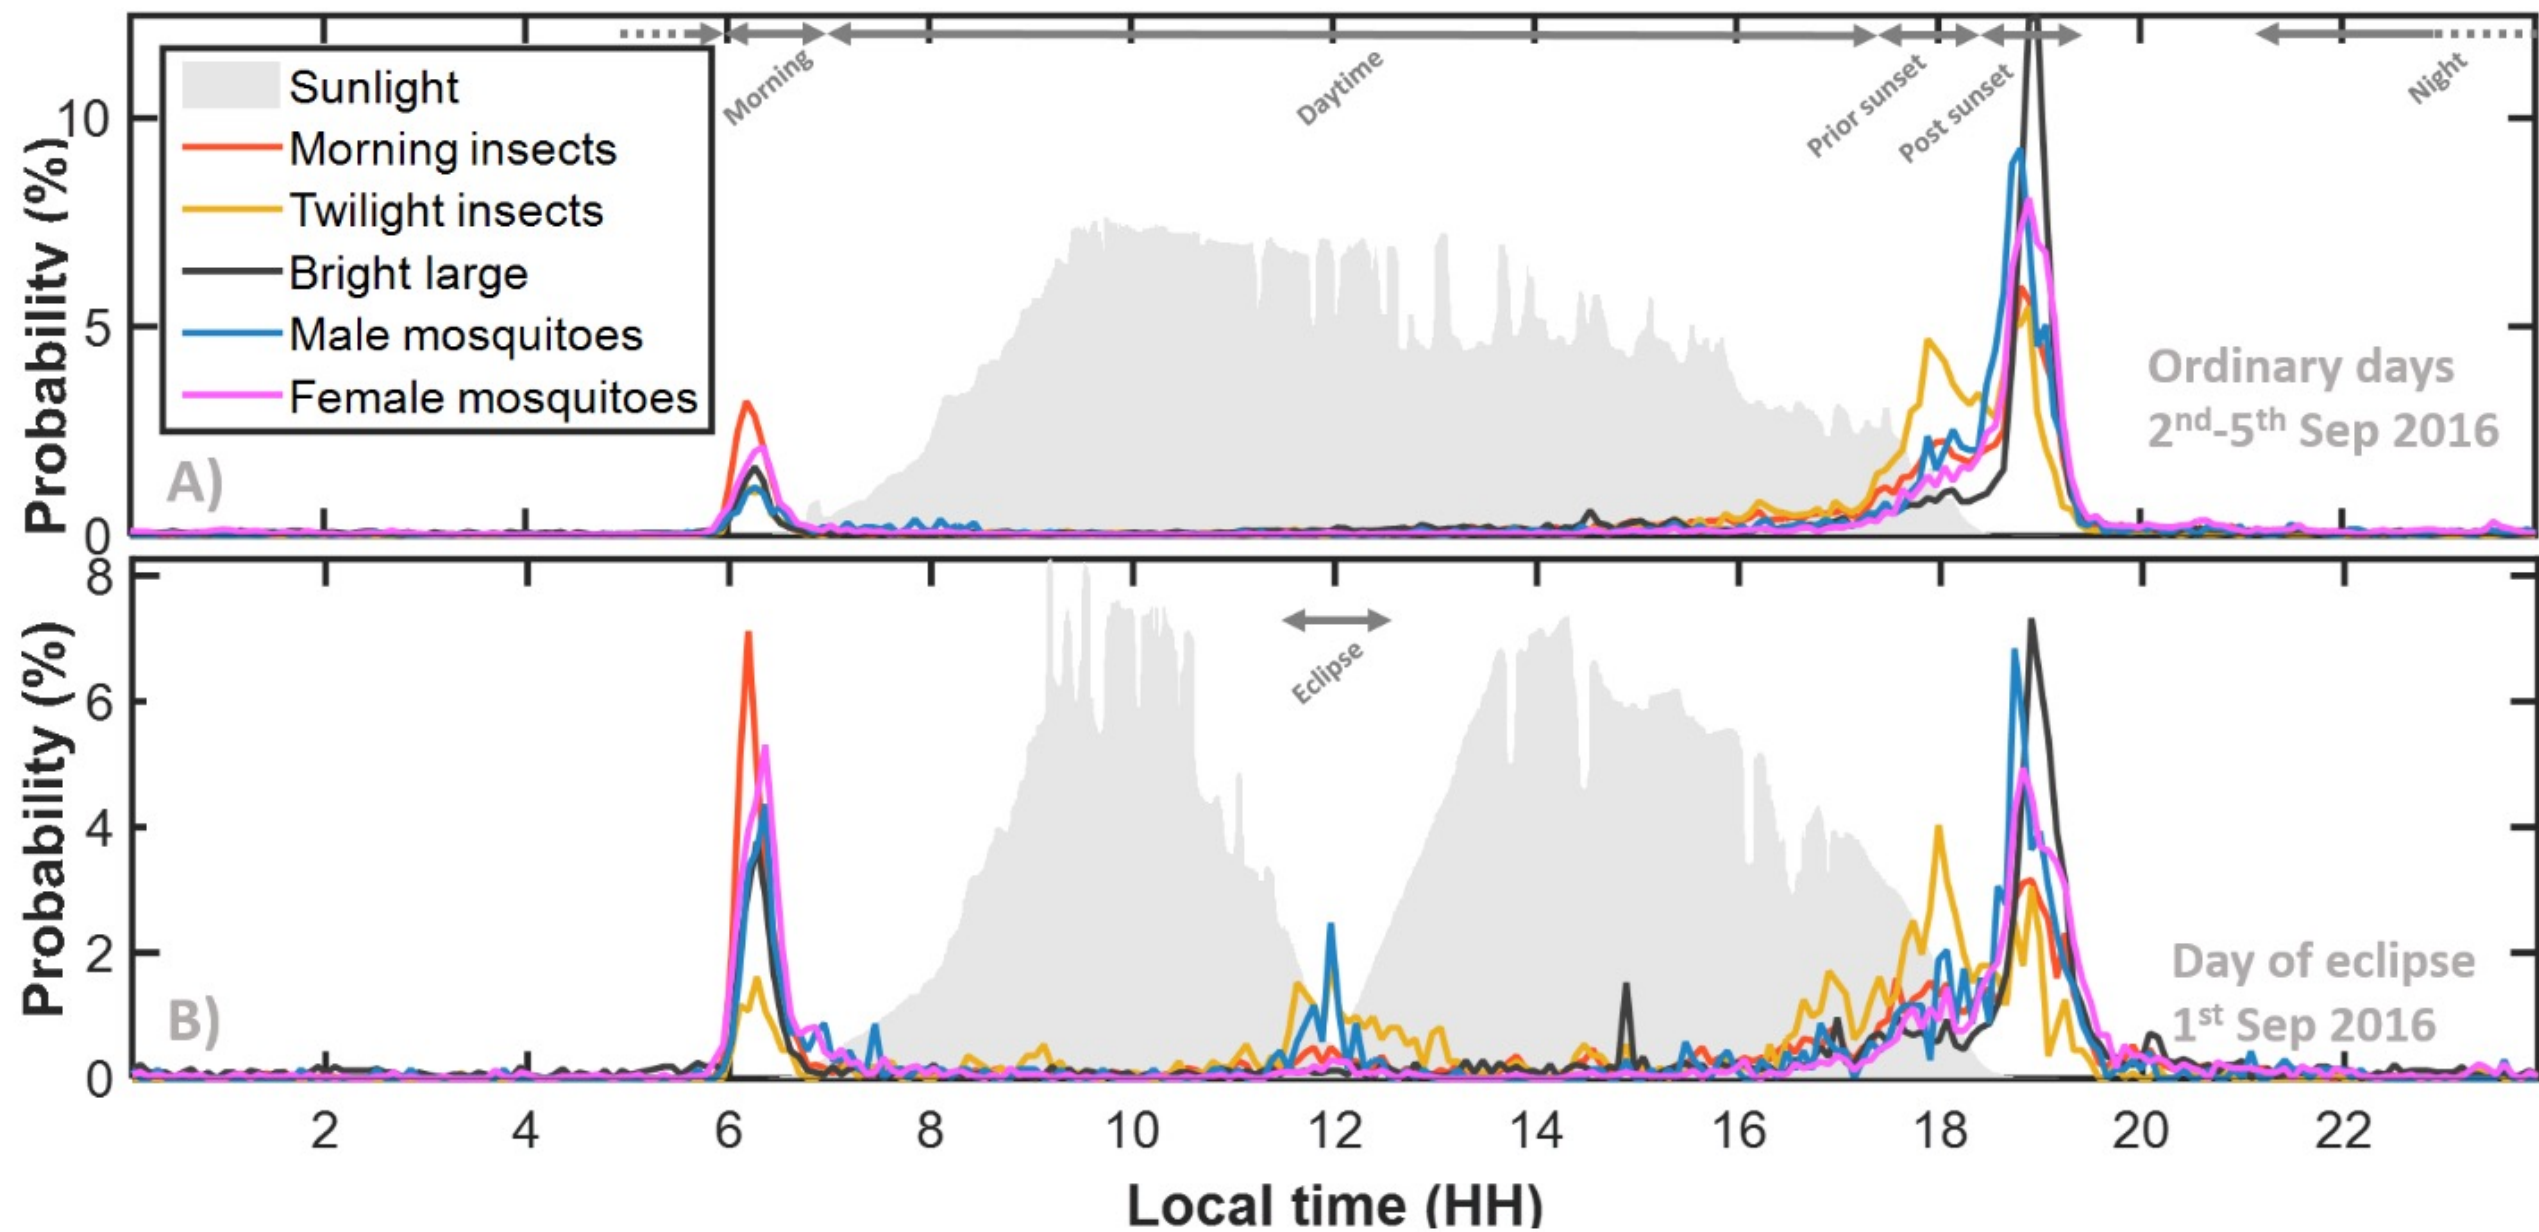 Morning
Daytime
Prior sunset
Post sunset
Night
Sunlight
Morning insects
Twilight insects
Bright large
Male mosquitoes
Female mosquitoes
Probability (%)
10
5
0
A)
Ordinary days
2nd-5th Sep 2016
Probability (%)
8
6
4
2
0
Eclipse
B)
Day of eclipse
1st Sep 2016
2 4 6 8 10 12 14 16 18 20 22
Local time (HH)